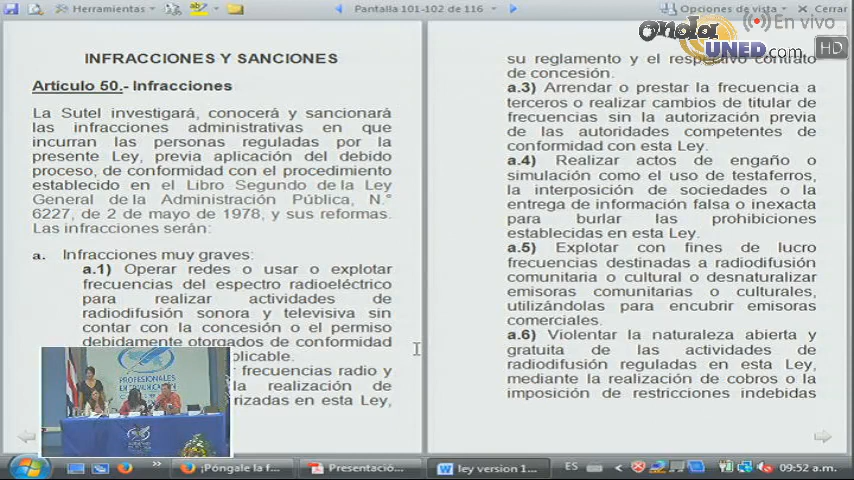 Herramientas
Pantalla 101-102 de 116
Opciones de vista
Cerrar
Onda
UNED.com
En vivo
HD
INFRACCIONES Y SANCIONES
Artículo 50.- Infracciones
La Sutel investigará, conocerá y sancionará
las infracciones administrativas en que
incurran las personas reguladas por la
presente Ley, previa aplicación del debido
proceso, de conformidad con el procedimiento
establecido en el Libro Segundo de la Ley
General de la Administración Pública, N.°
6227, de 2 de mayo de 1978, y sus reformas.
Las infracciones serán:
a. Infracciones muy graves:
a.1) Operar redes o usar o explotar
frecuencias del espectro radioeléctrico
para realizar actividades de
radiodifusión sonora y televisiva sin
contar con la concesión o el permiso
debidamente otorgados de conformidad
plicable.
r frecuencias radio y
la realización de
rizadas en esta Ley,
su reglamento y el respectivo contrato
de concesión.
a.3) Arrendar o prestar la frecuencia a
terceros o realizar cambios de titular de
frecuencias sin la autorización previa
de las autoridades competentes de
conformidad con esta Ley.
a.4) Realizar actos de engaño o
simulación como el uso de testaferros,
la interposición de sociedades o la
entrega de información falsa o inexacta
para burlar las prohibiciones
establecidas en esta Ley.
a.5) Explotar con fines de lucro
frecuencias destinadas a radiodifusión
comunitaria o cultural o desnaturalizar
emisoras comunitarias o culturales,
utilizándolas para encubrir emisoras
comerciales.
a.6) Violentar la naturaleza abierta y
gratuita de las actividades de
radiodifusión reguladas en esta Ley,
mediante la realización de cobros o la
imposición de restricciones indebidas
PROFESIONALES
EN COMUNICACIÓN
¡Póngale la f...
Presentació...
ley version 1...
ES
09:52 a.m.